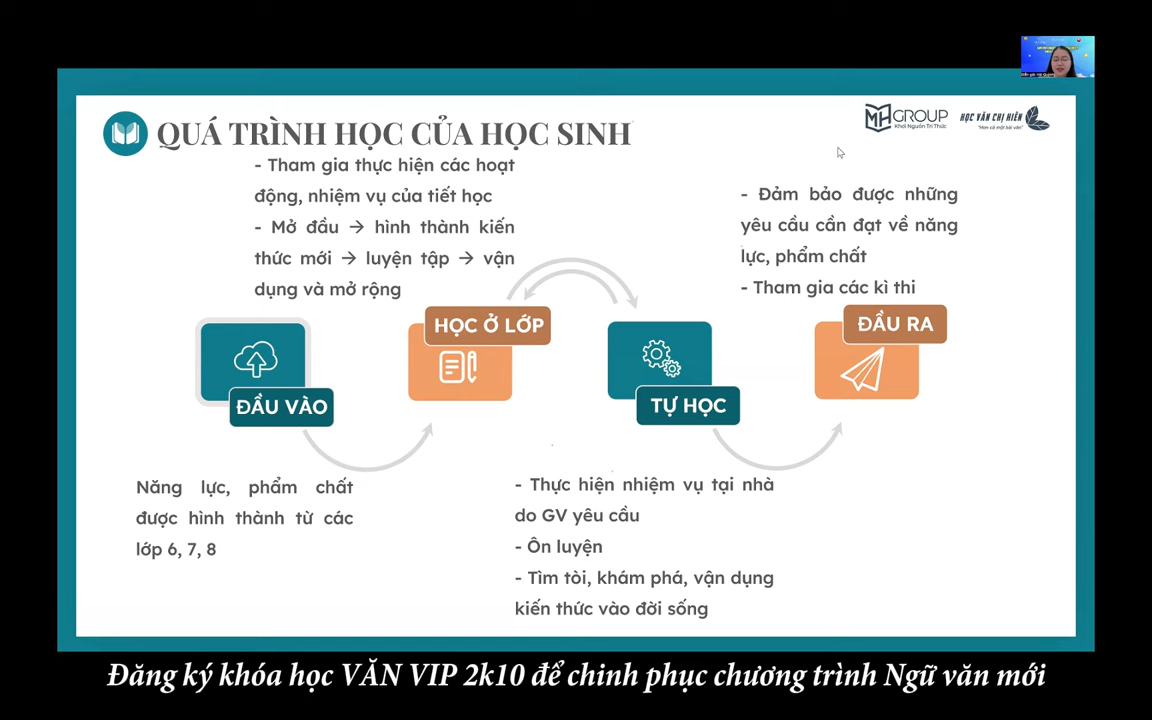 QUÁ TRÌNH HỌC CỦA HỌC SINH
MH GROUP
Khơi Nguồn Tri Thức
HỌC VĂN CHỊ HIÊN
"Hơn cả một bài văn"
- Tham gia thực hiện các hoạt
động, nhiệm vụ của tiết học
- Mở đầu → hình thành kiến
thức mới → luyện tập → vận
dụng và mở rộng
- Đảm bảo được những
yêu cầu cần đạt về năng
lực, phẩm chất
- Tham gia các kì thi
ĐẦU VÀO
HỌC Ở LỚP
TỰ HỌC
ĐẦU RA
Năng lực, phẩm chất
được hình thành từ các
lớp 6, 7, 8
- Thực hiện nhiệm vụ tại nhà
do GV yêu cầu
- Ôn luyện
- Tìm tòi, khám phá, vận dụng
kiến thức vào đời sống
Đăng ký khóa học VĂN VIP 2k10 để chinh phục chương trình Ngữ văn mới